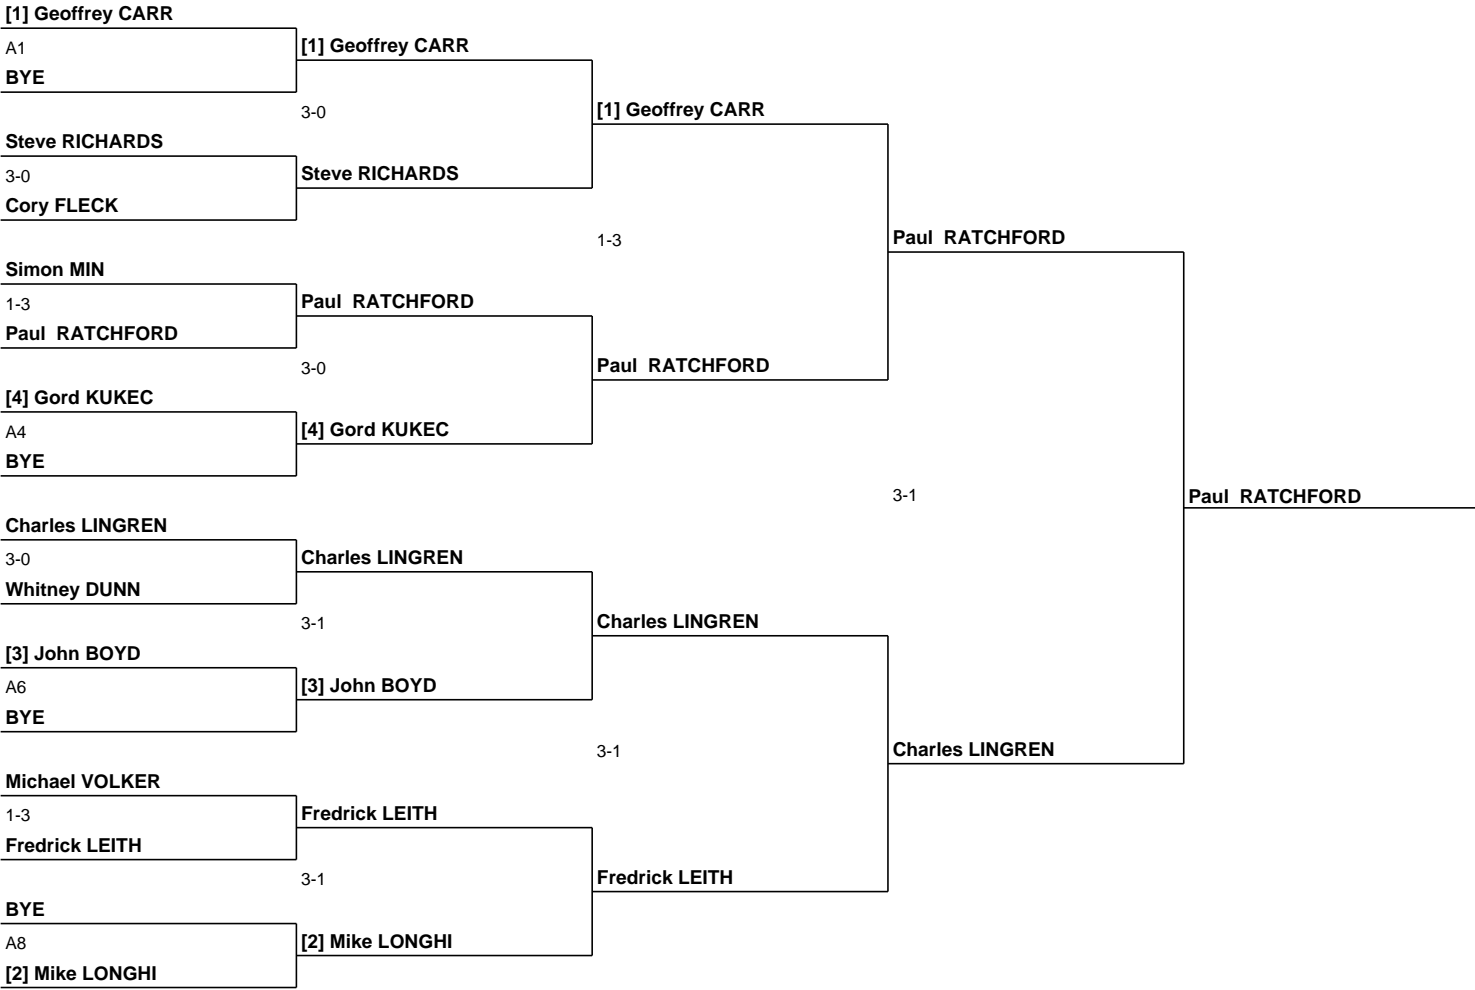 [1] Geoffrey CARR
A1
BYE
Steve RICHARDS
3-0
Cory FLECK
Simon MIN
1-3
Paul  RATCHFORD
[4] Gord KUKEC
A4
BYE
Charles LINGREN
3-0
Whitney DUNN
[3] John BOYD
A6
BYE
Michael VOLKER
1-3
Fredrick LEITH
BYE
A8
[2] Mike LONGHI
[1] Geoffrey CARR
3-0
Steve RICHARDS
Paul  RATCHFORD
3-0
[4] Gord KUKEC
Charles LINGREN
3-1
[3] John BOYD
Fredrick LEITH
3-1
[2] Mike LONGHI
[1] Geoffrey CARR
1-3
Paul  RATCHFORD
Charles LINGREN
3-1
Fredrick LEITH
Paul  RATCHFORD
3-1
Charles LINGREN
Paul  RATCHFORD